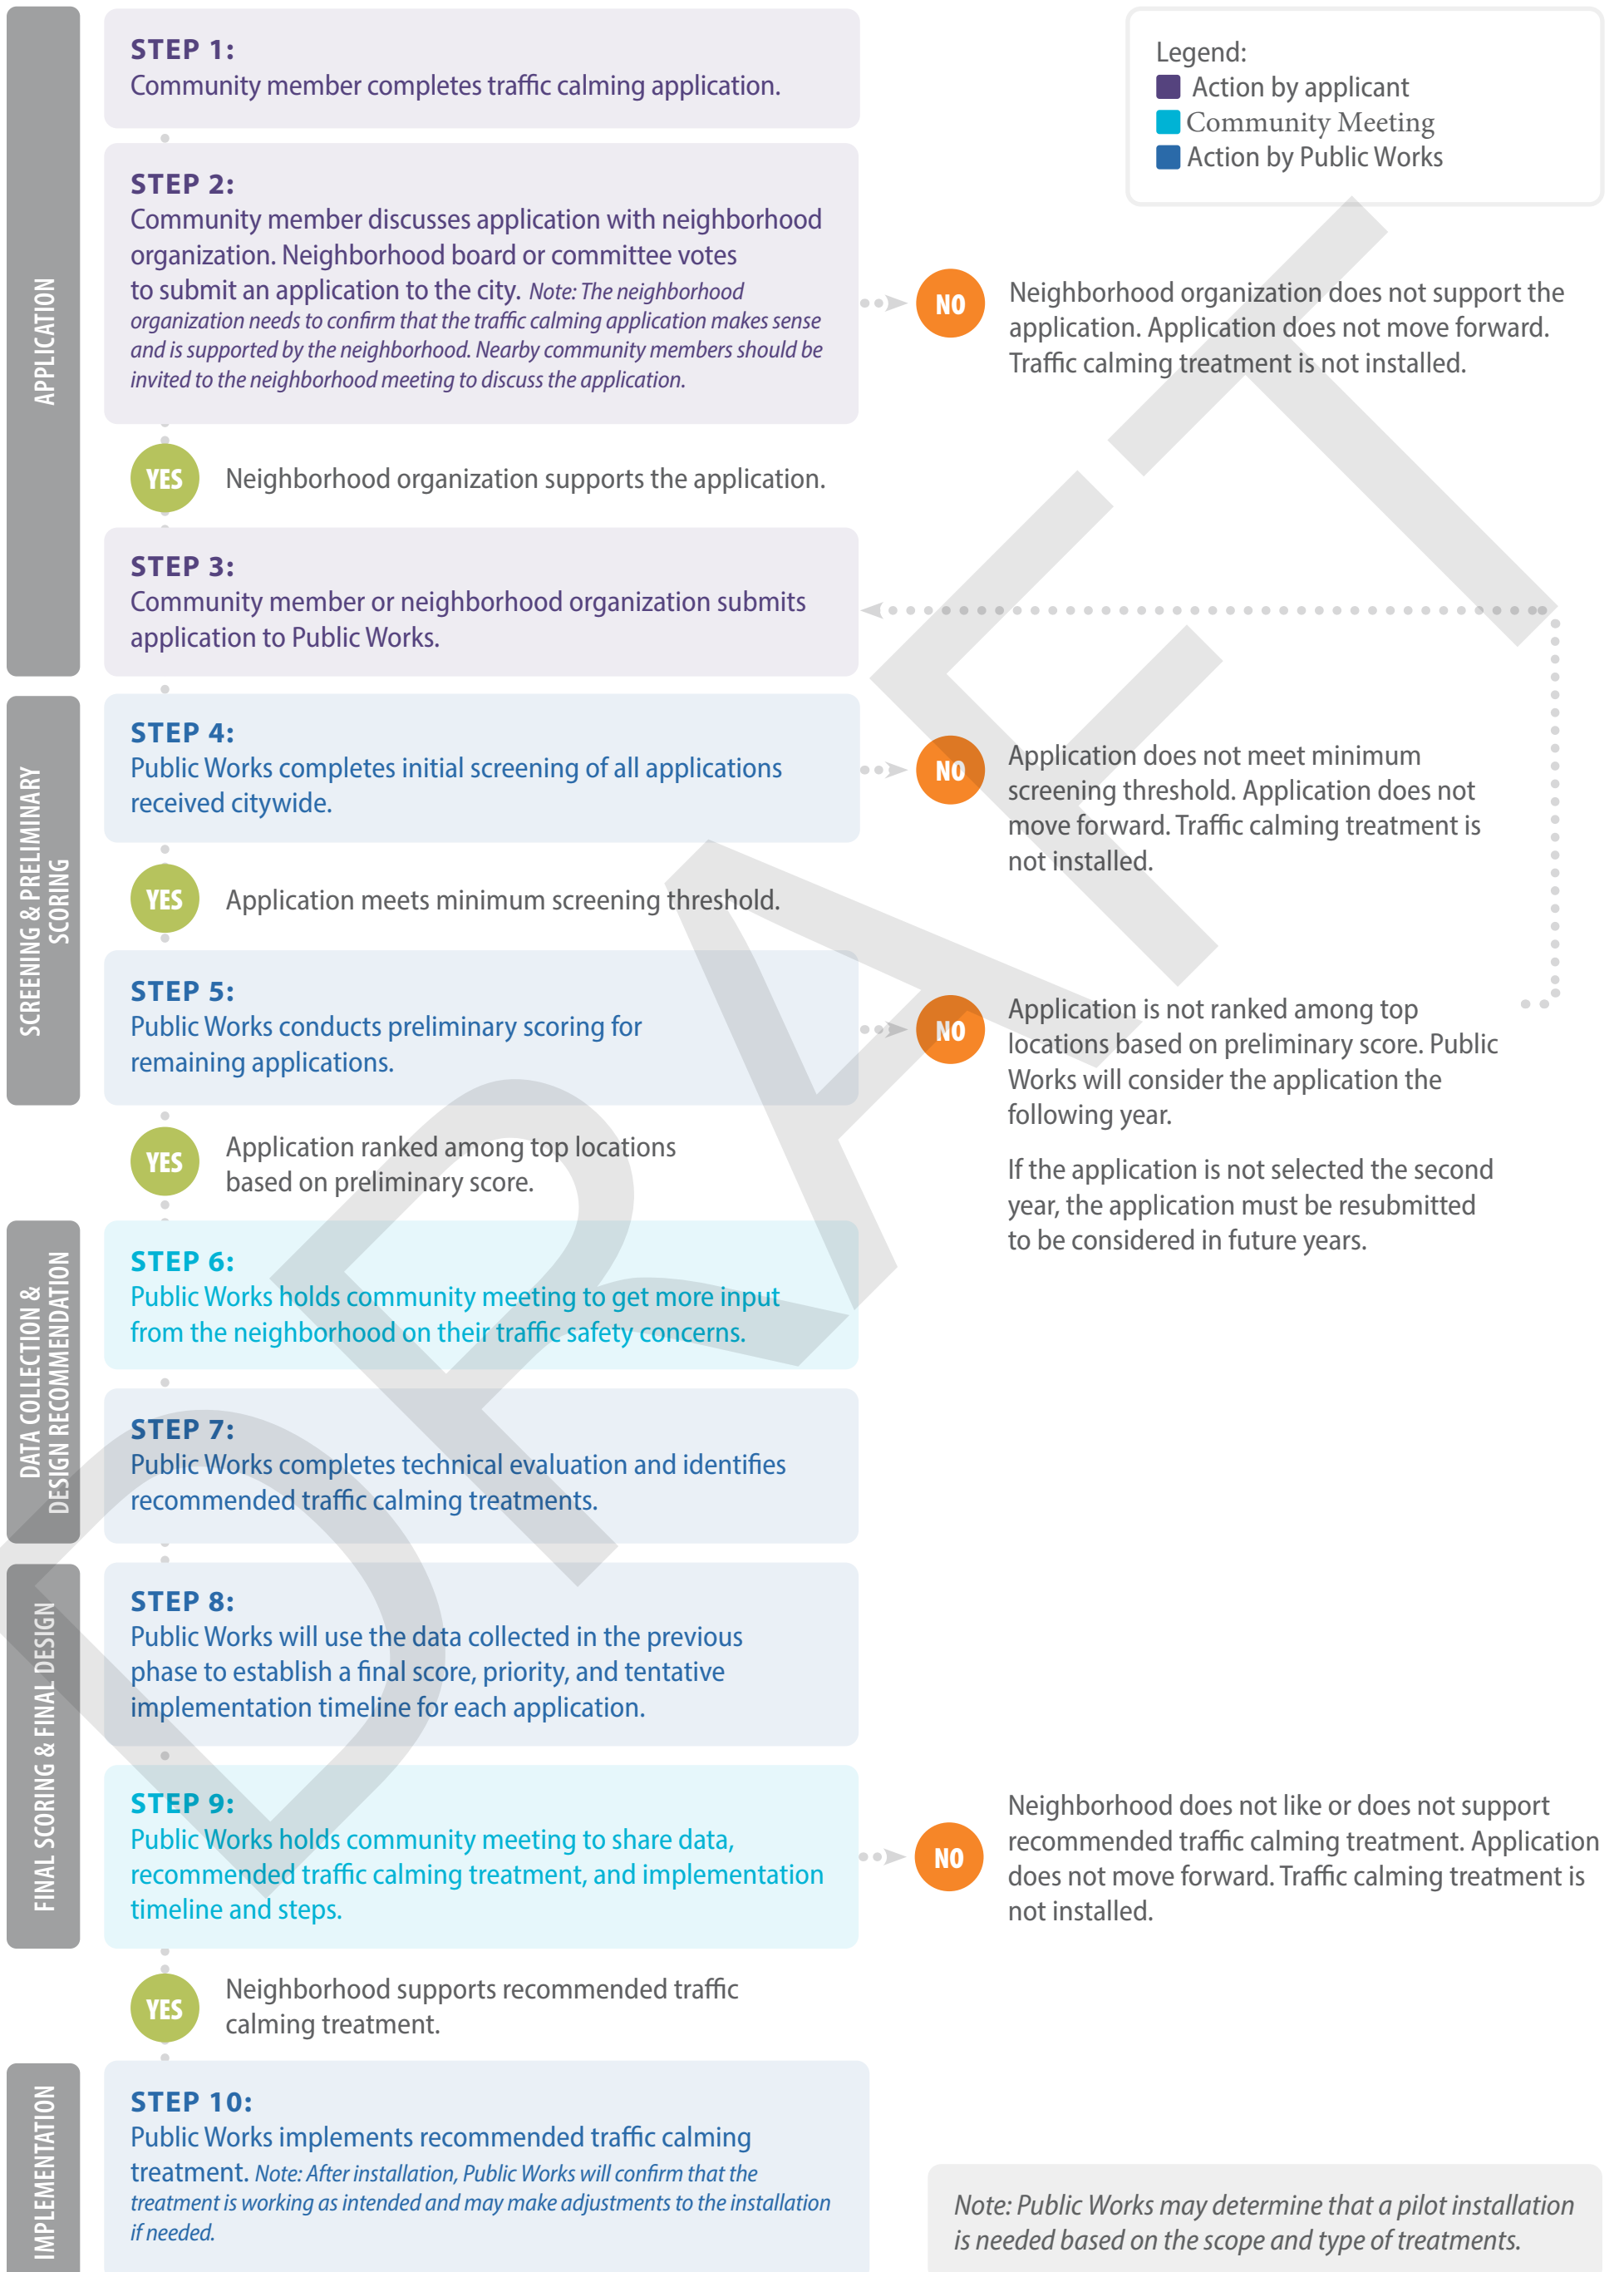 Legend:
Action by applicant
Community Meeting
Action by Public Works
APPLICATION
STEP 1:
Community member completes traffic calming application.
STEP 2:
Community member discusses application with neighborhood
organization. Neighborhood board or committee votes
to submit an application to the city. Note: The neighborhood
organization needs to confirm that the traffic calming application makes sense
and is supported by the neighborhood. Nearby community members should be
invited to the neighborhood meeting to discuss the application.
NO
Neighborhood organization does not support the
application. Application does not move forward.
Traffic calming treatment is not installed.
YES
Neighborhood organization supports the application.
STEP 3:
Community member or neighborhood organization submits
application to Public Works.
SCREENING & PRELIMINARY
SCORING
STEP 4:
Public Works completes initial screening of all applications
received citywide.
NO
Application does not meet minimum
screening threshold. Application does not
move forward. Traffic calming treatment is
not installed.
YES
Application meets minimum screening threshold.
STEP 5:
Public Works conducts preliminary scoring for
remaining applications.
NO
Application is not ranked among top
locations based on preliminary score. Public
Works will consider the application the
following year.
If the application is not selected the second
year, the application must be resubmitted
to be considered in future years.
YES
Application ranked among top locations
based on preliminary score.
DATA COLLECTION &
DESIGN RECOMMENDATION
STEP 6:
Public Works holds community meeting to get more input
from the neighborhood on their traffic safety concerns.
STEP 7:
Public Works completes technical evaluation and identifies
recommended traffic calming treatments.
FINAL SCORING & FINAL DESIGN
STEP 8:
Public Works will use the data collected in the previous
phase to establish a final score, priority, and tentative
implementation timeline for each application.
STEP 9:
Public Works holds community meeting to share data,
recommended traffic calming treatment, and implementation
timeline and steps.
NO
Neighborhood does not like or does not support
recommended traffic calming treatment. Application
does not move forward. Traffic calming treatment is
not installed.
YES
Neighborhood supports recommended traffic
calming treatment.
IMPLEMENTATION
STEP 10:
Public Works implements recommended traffic calming
treatment. Note: After installation, Public Works will confirm that the
treatment is working as intended and may make adjustments to the installation
if needed.
Note: Public Works may determine that a pilot installation
is needed based on the scope and type of treatments.
DRAFT